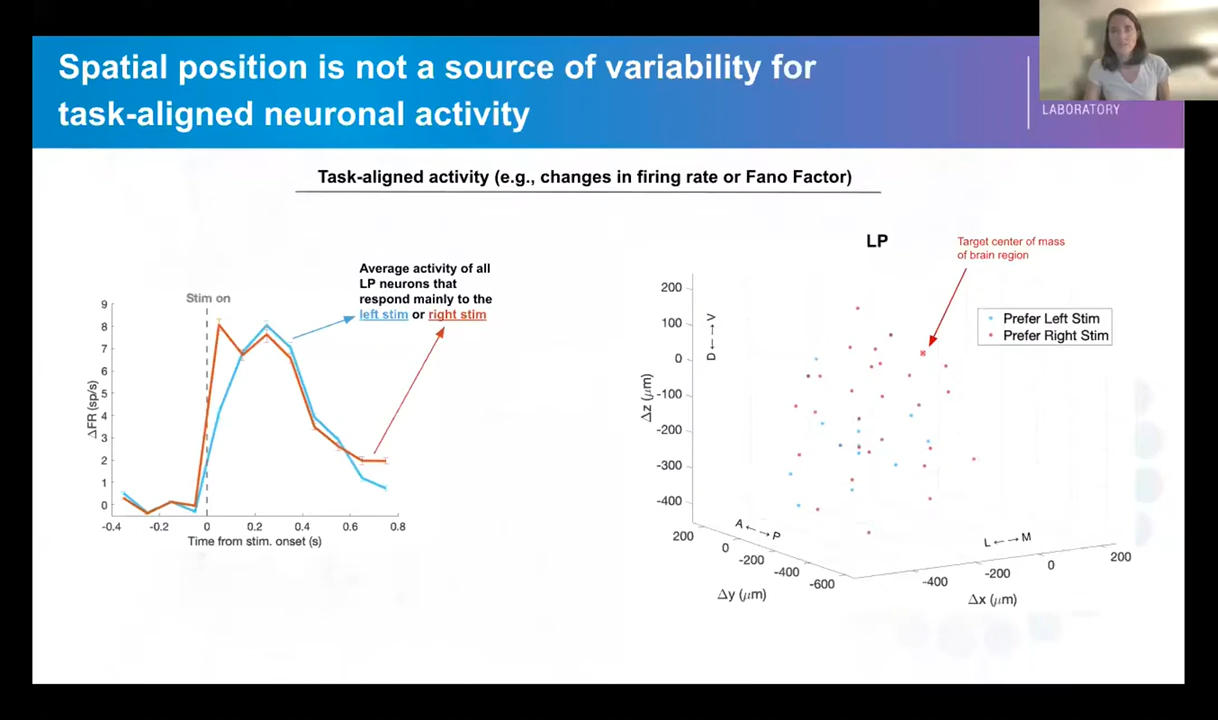 Spatial position is not a source of variability for
task-aligned neuronal activity
LABORATORY
Task-aligned activity (e.g., changes in firing rate or Fano Factor)
Stim on
Average activity of all
LP neurons that
respond mainly to the
left stim or right stim
9
8
7
6
5
4
3
2
1
0
ΔFR (sp/s)
-0.4 -0.2 0 0.2 0.4 0.6 0.8
Time from stim. onset (s)
LP
Target center of mass
of brain region
Prefer Left Stim
Prefer Right Stim
200
100
0
-100
-200
-300
-400
Δz (μm)
D ←→ V
A ←→ P
L ←→ M
200 0 -200 -400 -600
Δy (μm)
-400 -200 0 200
Δx (μm)